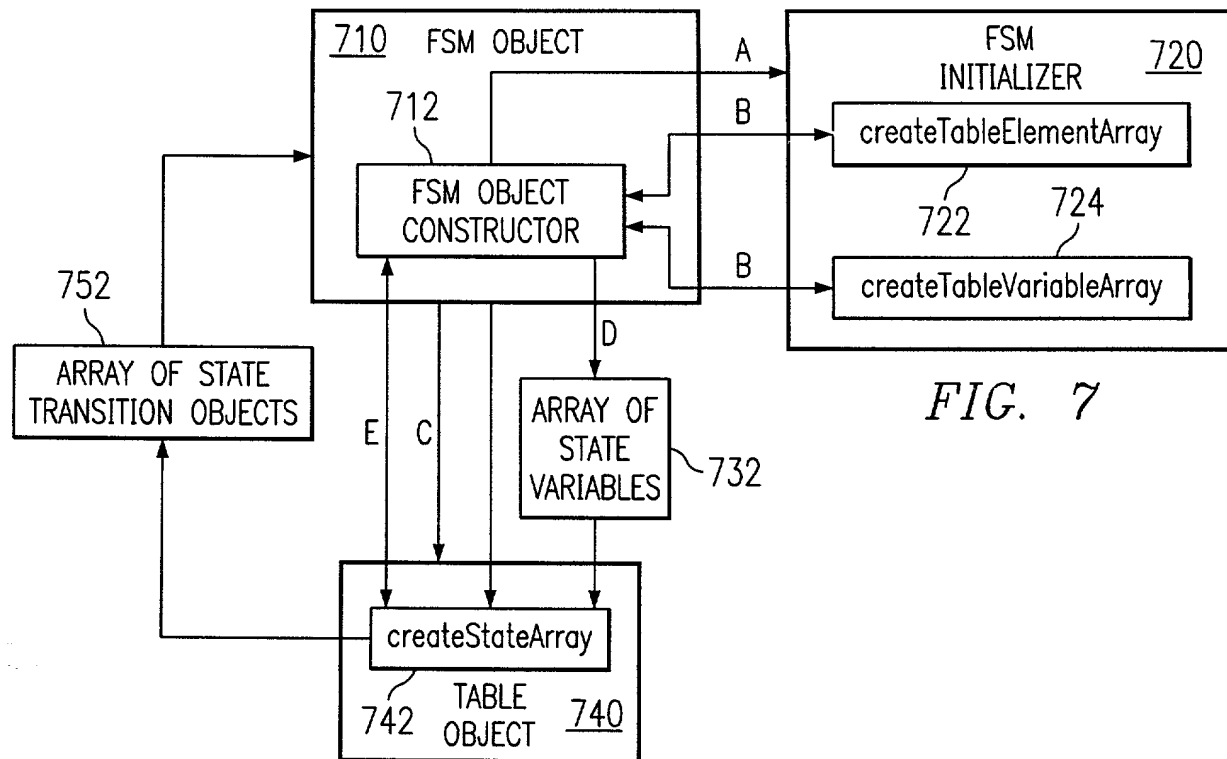 710 FSM OBJECT
712
FSM OBJECT
CONSTRUCTOR
A
B
B
FSM
INITIALIZER
720
createTableElementArray
722
724
createTableVariableArray
752
ARRAY OF STATE
TRANSITION OBJECTS
E
C
D
ARRAY OF
STATE
VARIABLES
732
FIG. 7
createStateArray
742
TABLE
OBJECT
740